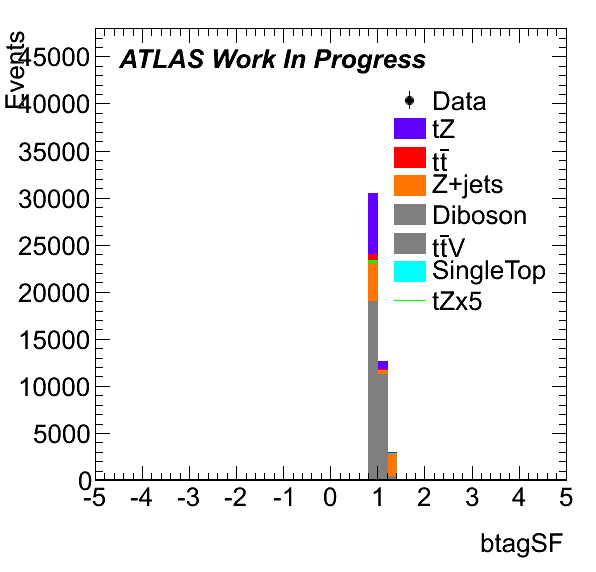 Events
ATLAS Work In Progress
45000
40000
35000
30000
25000
20000
15000
10000
5000
0
Data
tZ
tt̄
Z+jets
Diboson
tt̄V
SingleTop
tZx5
-5 -4 -3 -2 -1 0 1 2 3 4 5
btagSF